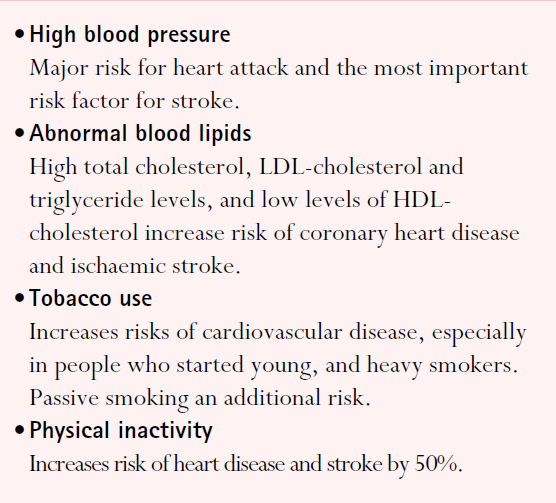 • High blood pressure
Major risk for heart attack and the most important
risk factor for stroke.
• Abnormal blood lipids
High total cholesterol, LDL-cholesterol and
triglyceride levels, and low levels of HDL-
cholesterol increase risk of coronary heart disease
and ischaemic stroke.
• Tobacco use
Increases risks of cardiovascular disease, especially
in people who started young, and heavy smokers.
Passive smoking an additional risk.
• Physical inactivity
Increases risk of heart disease and stroke by 50%.